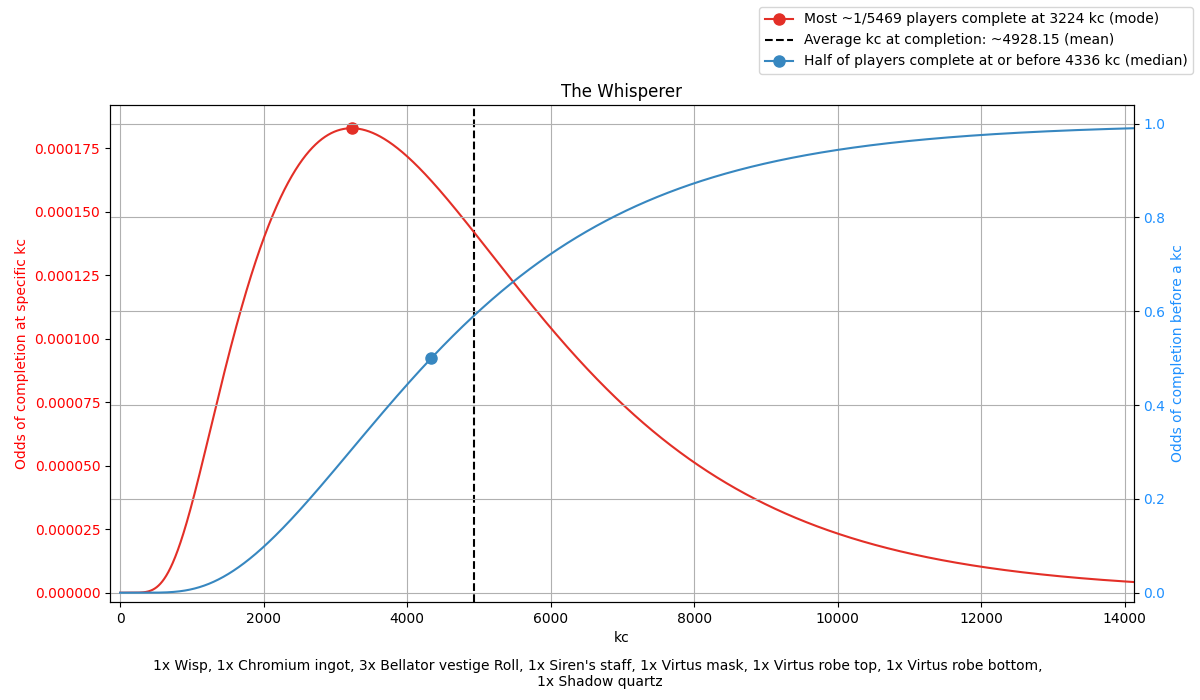 Most ~1/5469 players complete at 3224 kc (mode)
Average kc at completion: ~4928.15 (mean)
Half of players complete at or before 4336 kc (median)
The Whisperer
0.000175
0.000150
0.000125
0.000100
0.000075
0.000050
0.000025
0.000000
Odds of completion at specific kc
1.0
0.8
0.6
0.4
0.2
0.0
Odds of completion before a kc
0 2000 4000 6000 8000 10000 12000 14000
kc
1x Wisp, 1x Chromium ingot, 3x Bellator vestige Roll, 1x Siren's staff, 1x Virtus mask, 1x Virtus robe top, 1x Virtus robe bottom,
1x Shadow quartz